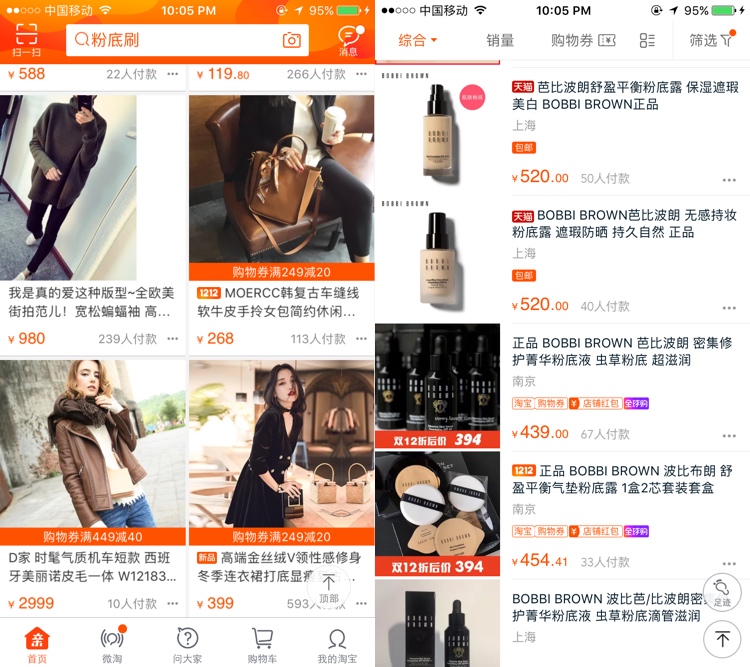 中国移动
10:05 PM
95%
扫一扫
粉底刷
消息
¥ 588
22人付款
¥ 119.80
266人付款
购物券满249减20
我是真的爱这种版型~全欧美
街拍范儿！宽松蝙蝠袖 高...
¥ 980
239人付款
1212 MOERCC韩复古车缝线
软牛皮手拎女包简约休闲...
¥ 268
113人付款
购物券满449减40
购物券满249减20
D家 时髦气质机车短款 西班
牙美丽诺皮毛一体 W12183...
¥ 2999
10人付款
新品 高端金丝绒V领性感修身
冬季连衣裙打底显瘦
¥ 399
593人
顶部
首页
微淘
问大家
购物车
我的淘宝
中国移动
10:05 PM
95%
综合
销量
购物券
筛选
BOBBI BROWN
BOBBI BROWN
天猫 芭比波朗舒盈平衡粉底露 保湿遮瑕
美白 BOBBI BROWN正品
上海
包邮
¥520.00
50人付款
BOBBI BROWN
BOBBI BROWN
天猫 BOBBI BROWN芭比波朗 无感持妆
粉底露 遮瑕防晒 持久自然 正品
上海
包邮
¥520.00
40人付款
双12折后价 394
正品 BOBBI BROWN 芭比波朗 密集修
护菁华粉底液 虫草粉底 超滋润
南京
淘宝 购物券 ¥ 店铺红包 全球购
¥439.00
67人付款
双12折后价 394
1212 正品 BOBBI BROWN 波比布朗 舒
盈平衡气垫粉底露 1盒2芯套装套盒
南京
淘宝 购物券 ¥ 店铺红包 全球购
¥454.41
33人付款
足迹
BOBBI BROWN 波比芭/比波朗密
护菁华粉底液 虫草粉底滴管滋润
上海